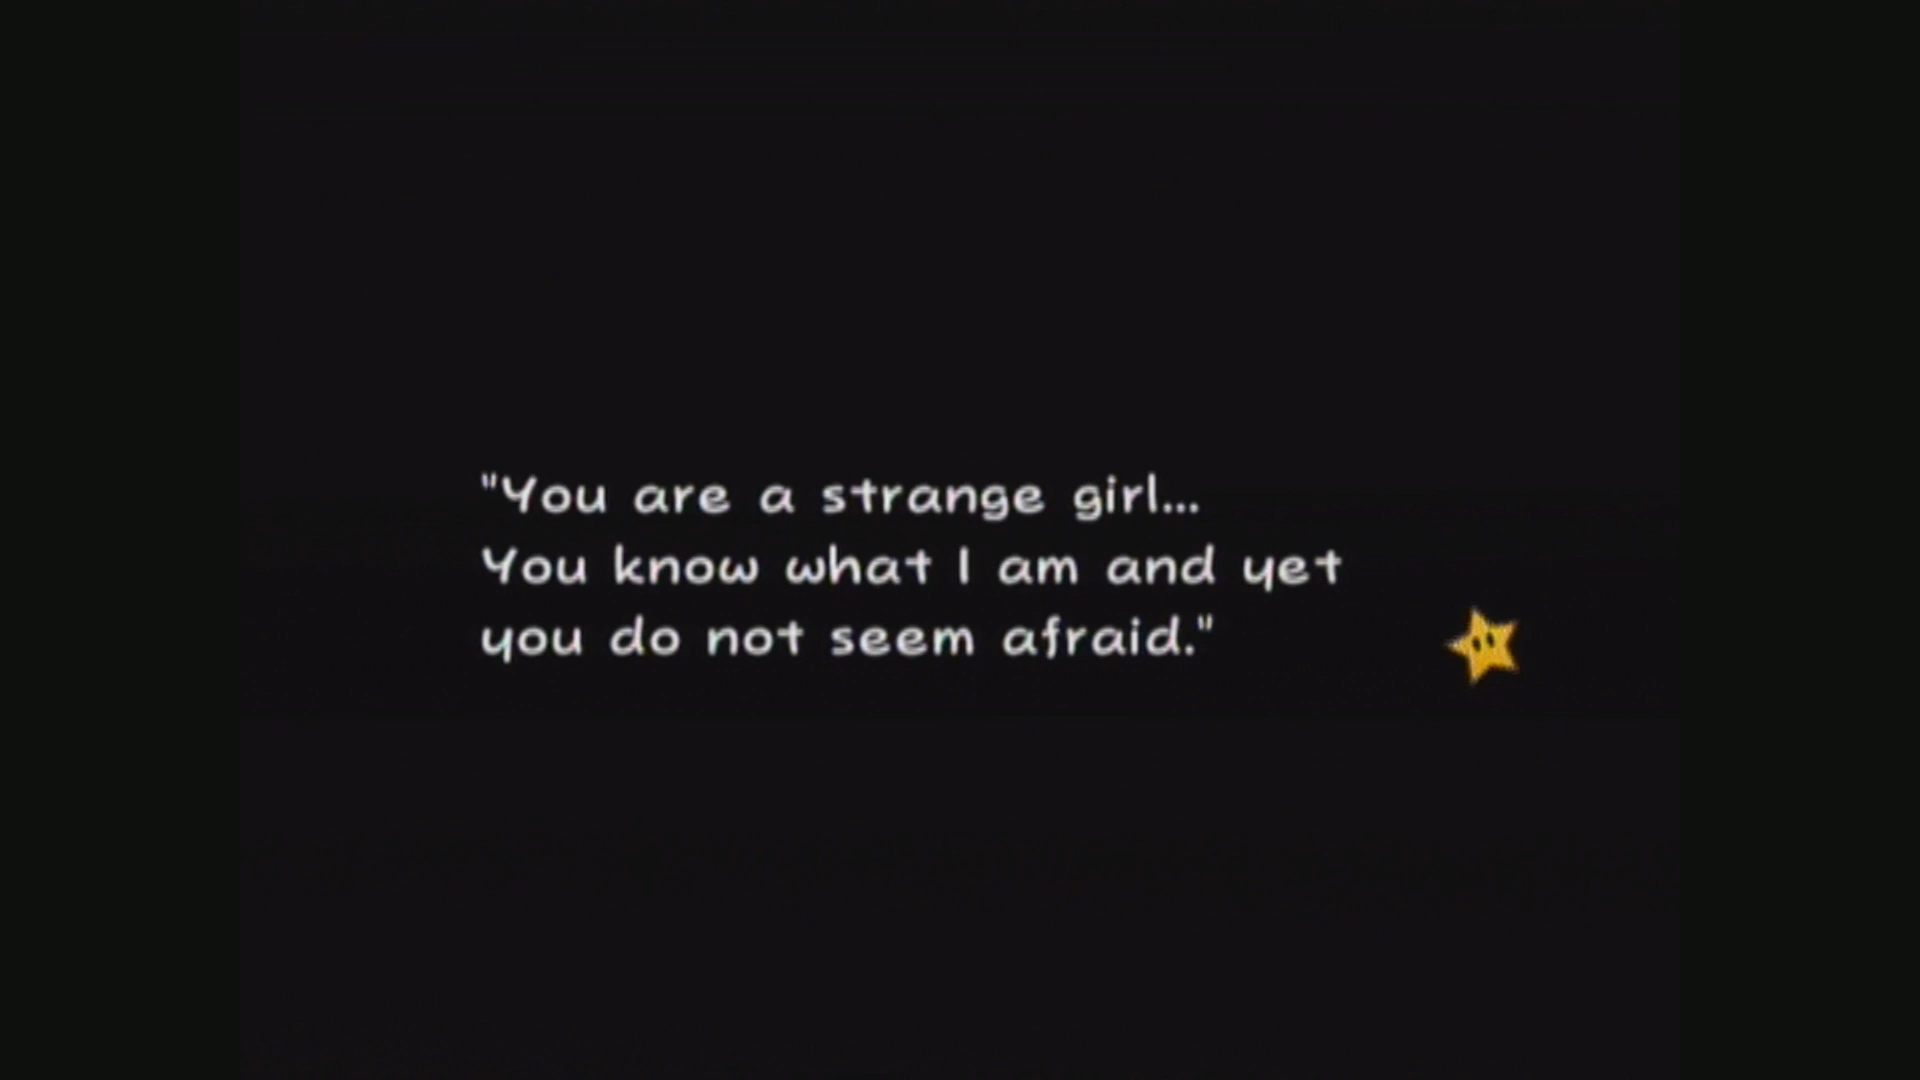 "You are a strange girl...
You know what I am and yet
you do not seem afraid."